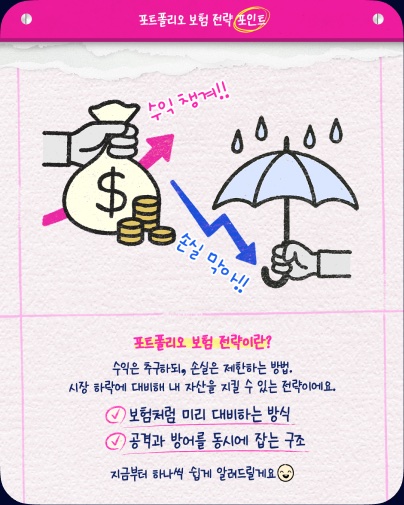 포트폴리오 보험 전략 포인트
수익 챙겨!!
$
손실 막아!!
포트폴리오 보험 전략이란?
수익은 추구하되, 손실은 제한하는 방법.
시장 하락에 대비해 내 자산을 지킬 수 있는 전략이에요.
보험처럼 미리 대비하는 방식
공격과 방어를 동시에 잡는 구조
지금부터 하나씩 쉽게 알려드릴게요